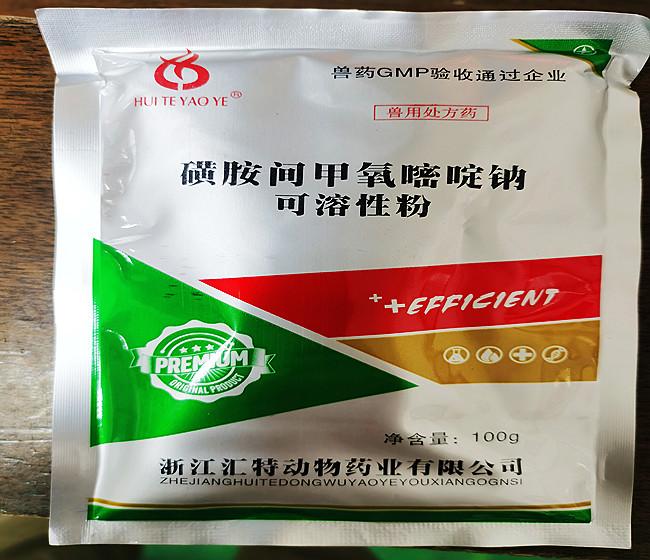 兽药GMP验收通过企业
HUI TE YAO YE®
兽用处方药
磺胺间甲氧嘧啶钠
可溶性粉
++EFFICIENT
PREMIUM
ORIGINAL PRODUCT
净含量：100g
浙江汇特动物药业有限公司
ZHEJIANGHUITEDONGWUYAOYEYOUXIANGOGNSI